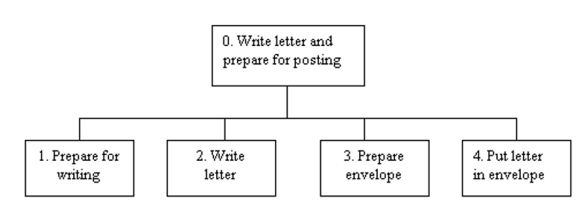 0. Write letter and
prepare for posting
1. Prepare for
writing
2. Write
letter
3. Prepare
envelope
4. Put letter
in envelope